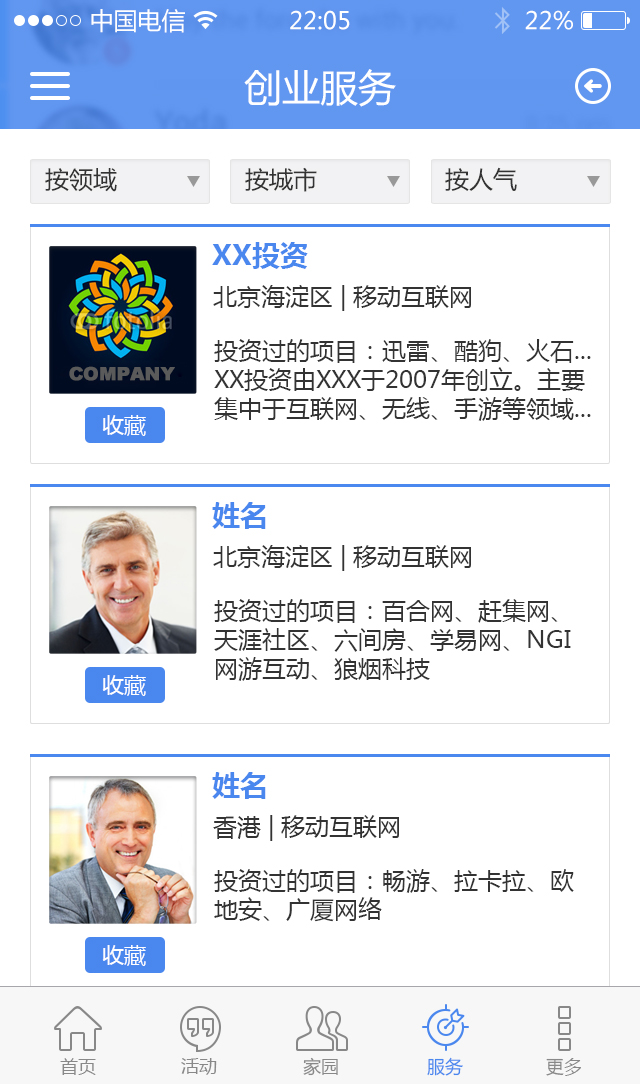 中国电信 22:05 22%
创业服务
按领域 按城市 按人气
XX投资
北京海淀区 | 移动互联网
投资过的项目：迅雷、酷狗、火石...
XX投资由XXX于2007年创立。主要
集中于互联网、无线、手游等领域...
COMPANY
收藏
姓名
北京海淀区 | 移动互联网
投资过的项目：百合网、赶集网、
天涯社区、六间房、学易网、NGI
网游互动、狼烟科技
收藏
姓名
香港 | 移动互联网
投资过的项目：畅游、拉卡拉、欧
地安、广厦网络
收藏
首页 活动 家园 服务 更多